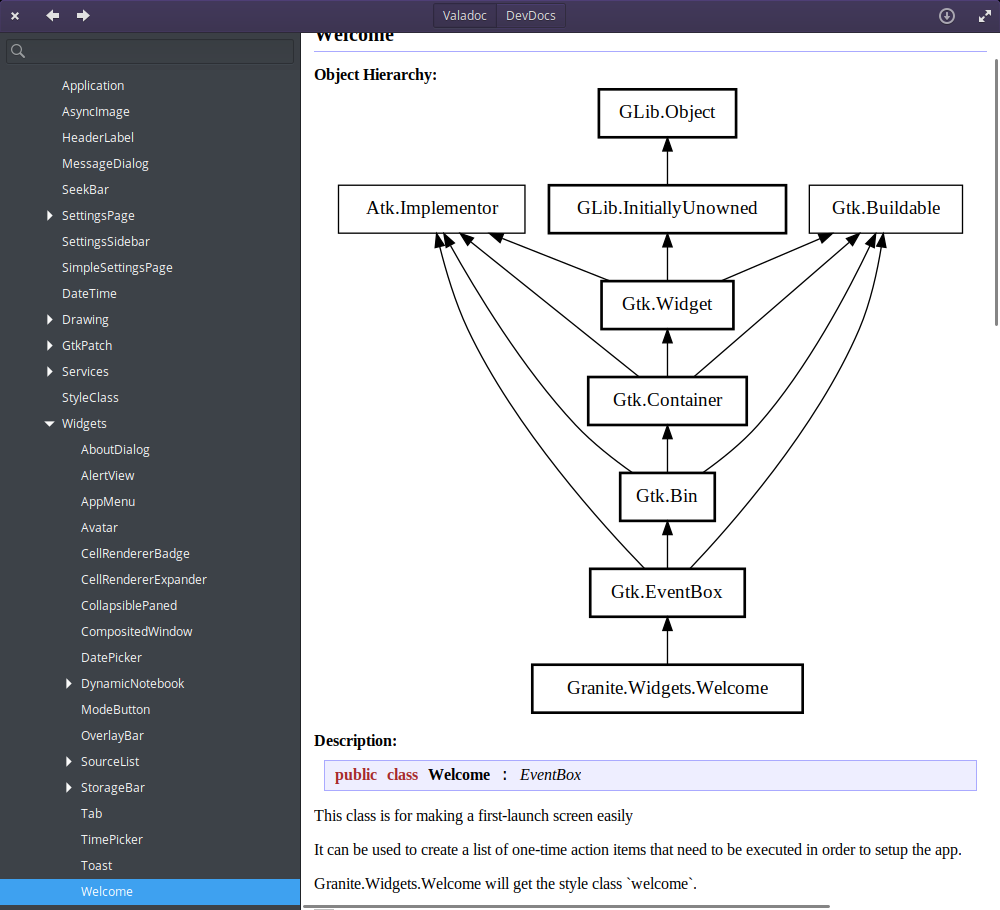 Valadoc DevDocs
Application
AsyncImage
HeaderLabel
MessageDialog
SeekBar
SettingsPage
SettingsSidebar
SimpleSettingsPage
DateTime
Drawing
GtkPatch
Services
StyleClass
Widgets
AboutDialog
AlertView
AppMenu
Avatar
CellRendererBadge
CellRendererExpander
CollapsiblePaned
CompositedWindow
DatePicker
DynamicNotebook
ModeButton
OverlayBar
SourceList
StorageBar
Tab
TimePicker
Toast
Welcome
Welcome
Object Hierarchy:
GLib.Object
Atk.Implementor GLib.InitiallyUnowned Gtk.Buildable
Gtk.Widget
Gtk.Container
Gtk.Bin
Gtk.EventBox
Granite.Widgets.Welcome
Description:
public class Welcome : EventBox
This class is for making a first-launch screen easily
It can be used to create a list of one-time action items that need to be executed in order to setup the app.
Granite.Widgets.Welcome will get the style class `welcome`.